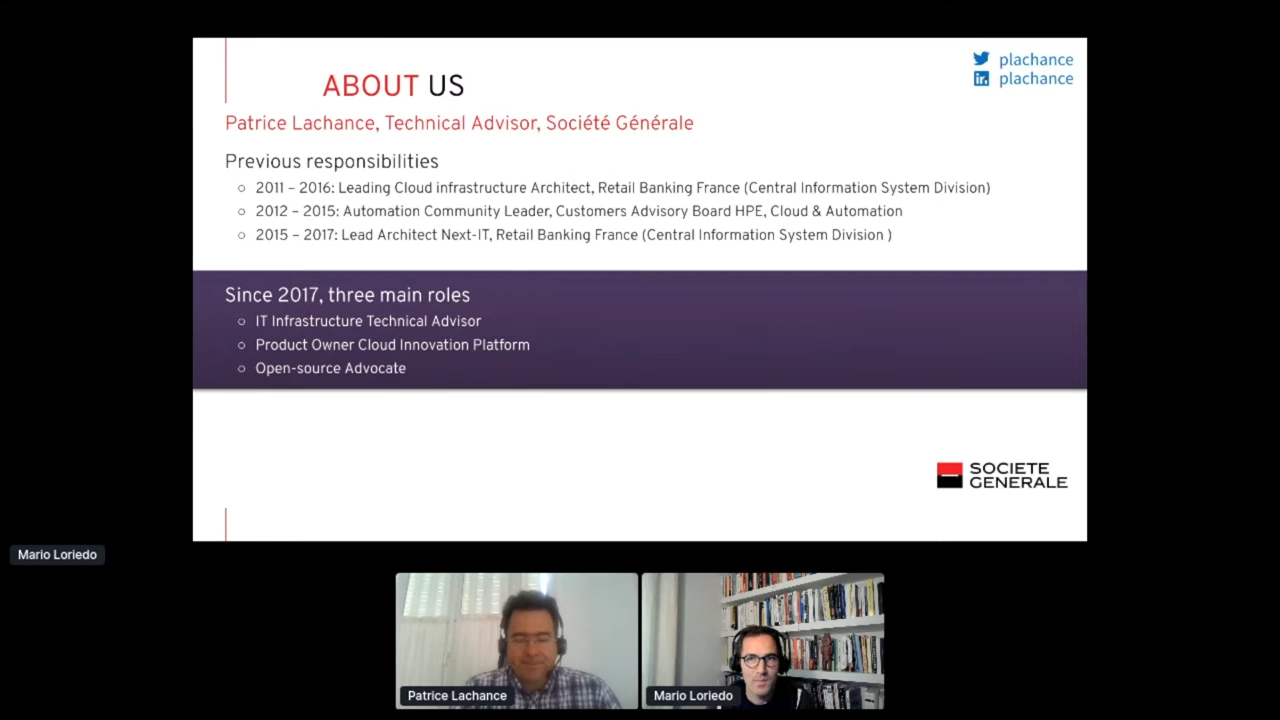 plachance
plachance
ABOUT US
Patrice Lachance, Technical Advisor, Société Générale
Previous responsibilities
2011 – 2016: Leading Cloud infrastructure Architect, Retail Banking France (Central Information System Division)
2012 – 2015: Automation Community Leader, Customers Advisory Board HPE, Cloud & Automation
2015 – 2017: Lead Architect Next-IT, Retail Banking France (Central Information System Division )
Since 2017, three main roles
IT Infrastructure Technical Advisor
Product Owner Cloud Innovation Platform
Open-source Advocate
SOCIETE
GENERALE
Mario Loriedo
Patrice Lachance
Mario Loriedo